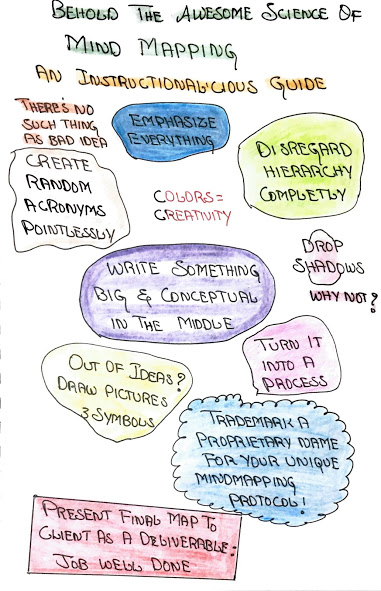 BEHOLD THE AWESOME SCIENCE OF
MIND MAPPING
AN INSTRUCTIONALICIOUS GUIDE
THERE'S NO
SUCH THING
AS BAD IDEA
EMPHASIZE
EVERYTHING
DISREGARD
HIERARCHY
COMPLETLY
CREATE
RANDOM
ACRONYMS
POINTLESSLY
COLORS=
CREATIVITY
DROP
SHADOWS
WHY NOT?
WRITE SOMETHING
BIG & CONCEPTUAL
IN THE MIDDLE
TURN IT
INTO A
PROCESS
OUT OF IDEAS?
DRAW PICTURES
& SYMBOLS
TRADEMARK A
PROPRIETARY NAME
FOR YOUR UNIQUE
MINDMAPPING
PROTOCOL!
PRESENT FINAL MAP TO
CLIENT AS A DELIVERABLE:
JOB WELL DONE